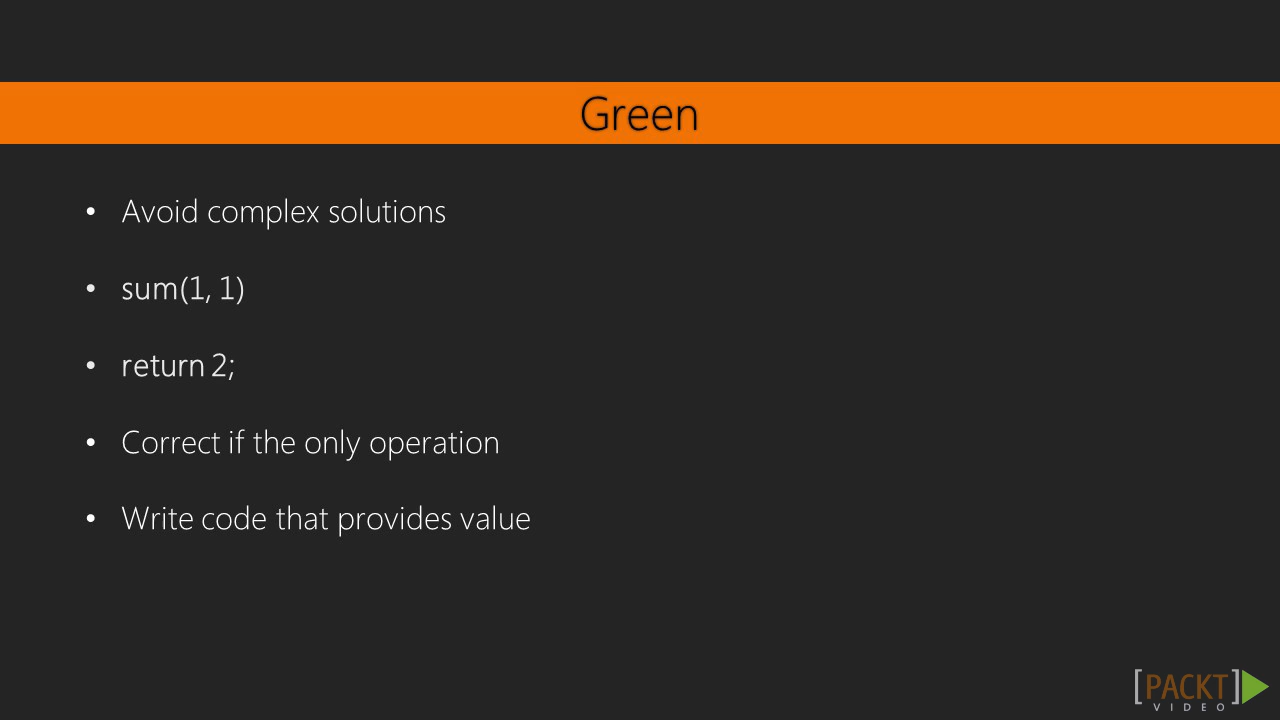 Green
• Avoid complex solutions
• sum(1, 1)
• return 2;
• Correct if the only operation
• Write code that provides value
[PACKT]
VIDEO